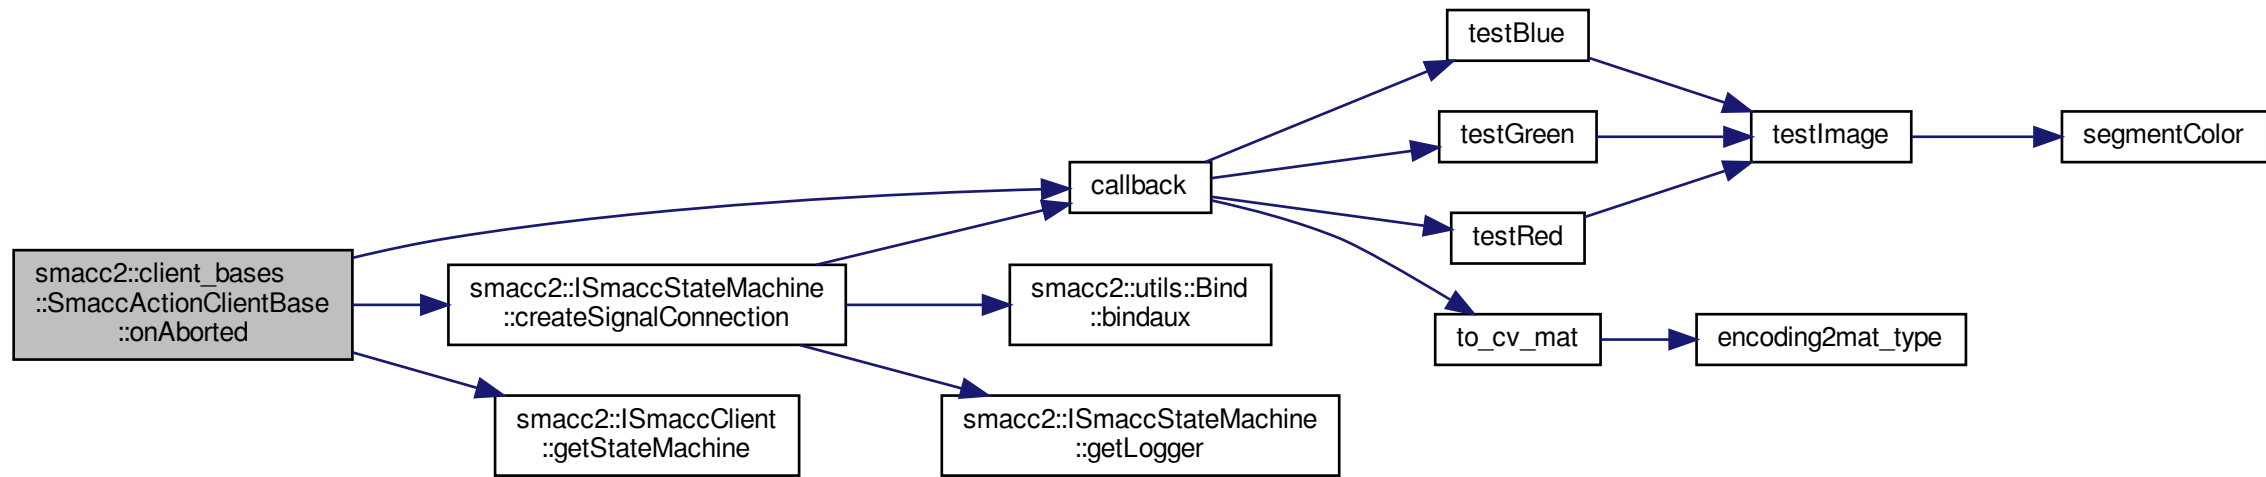 smacc2::client_bases
::SmaccActionClientBase
::onAborted
smacc2::ISmaccStateMachine
::createSignalConnection
smacc2::ISmaccClient
::getStateMachine
callback
smacc2::utils::Bind
::bindaux
smacc2::ISmaccStateMachine
::getLogger
testBlue
testGreen
testRed
to_cv_mat
testImage
encoding2mat_type
segmentColor